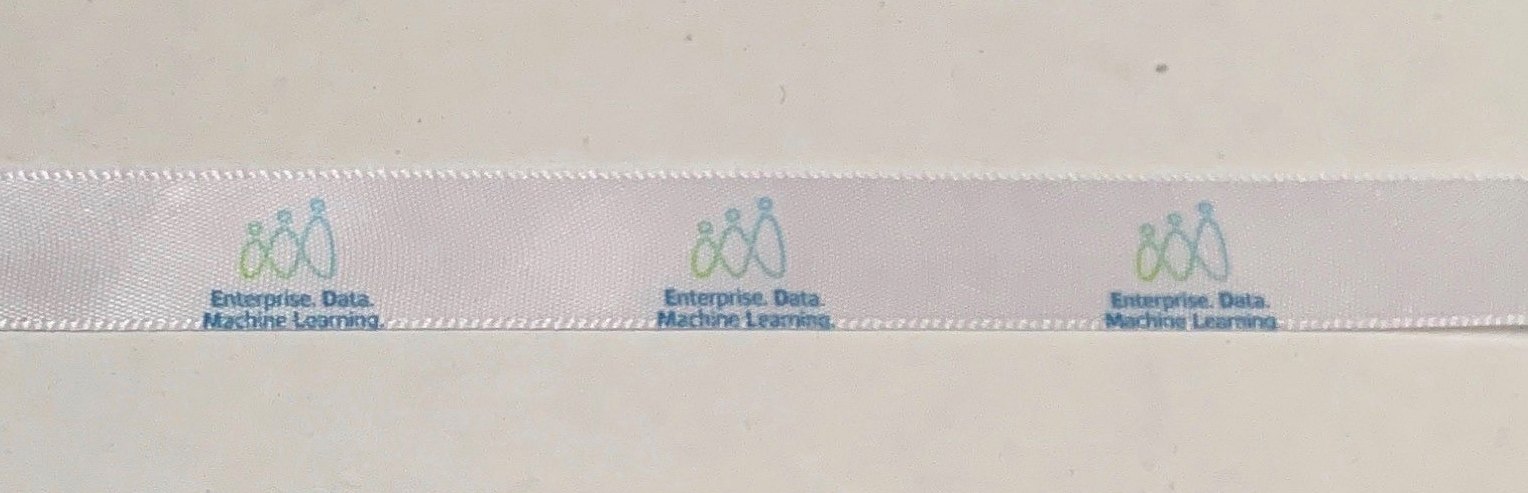 Enterprise. Data.
Machine Learning.
Enterprise. Data.
Machine Learning.
Enterprise. Data.
Machine Learning.